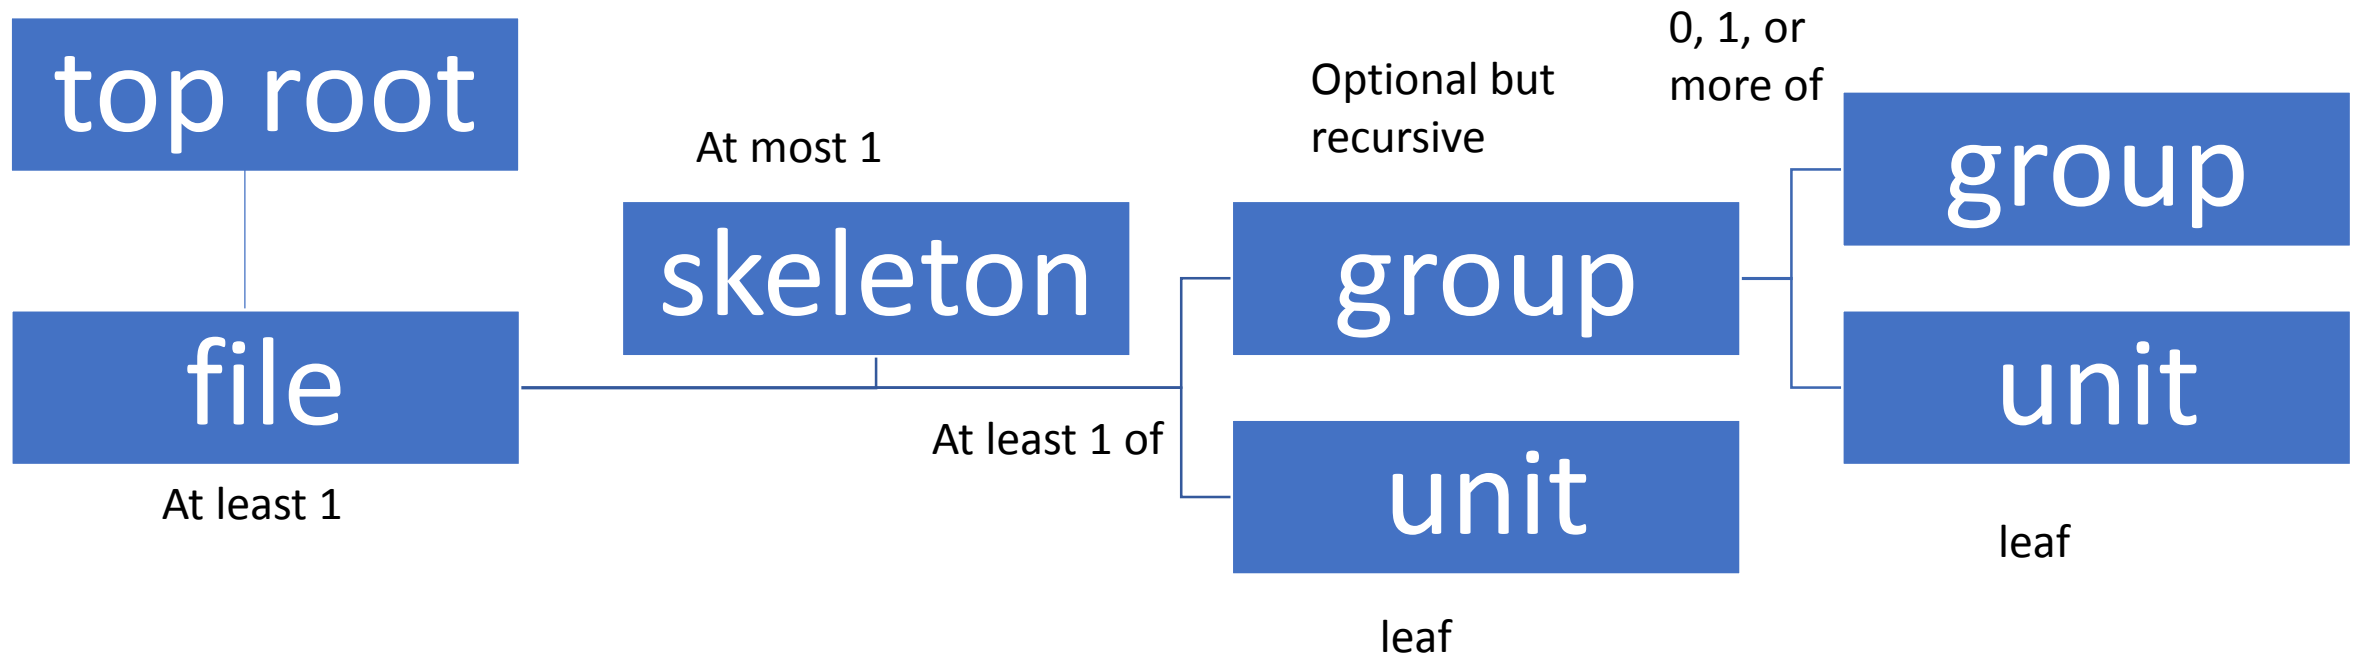 top root
file
At least 1
At most 1
skeleton
At least 1 of
Optional but
recursive
group
unit
leaf
0, 1, or
more of
group
unit
leaf